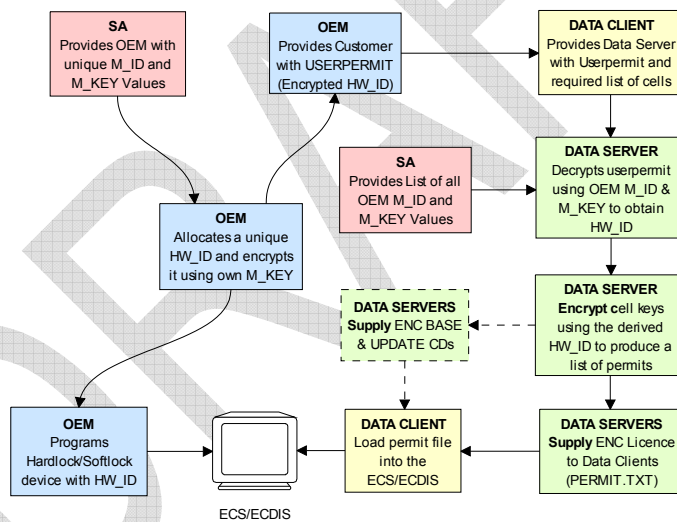 SA
Provides OEM with
unique M_ID and
M_KEY Values
OEM
Provides Customer
with USERPERMIT
(Encrypted HW_ID)
DATA CLIENT
Provides Data Server
with Userpermit and
required list of cells
SA
Provides List of all
OEM M_ID and
M_KEY Values
DATA SERVER
Decrypts userpermit
using OEM M_ID &
M_KEY to obtain
HW_ID
OEM
Allocates a unique
HW_ID and encrypts
it using own M_KEY
DATA SERVERS
Supply ENC BASE
& UPDATE CDs
DATA SERVER
Encrypt cell keys
using the derived
HW_ID to produce a
list of permits
OEM
Programs
Hardlock/Softlock
device with HW_ID
ECS/ECDIS
DATA CLIENT
Load permit file
into the
ECS/ECDIS
DATA SERVERS
Supply ENC Licence
to Data Clients
(PERMIT.TXT)